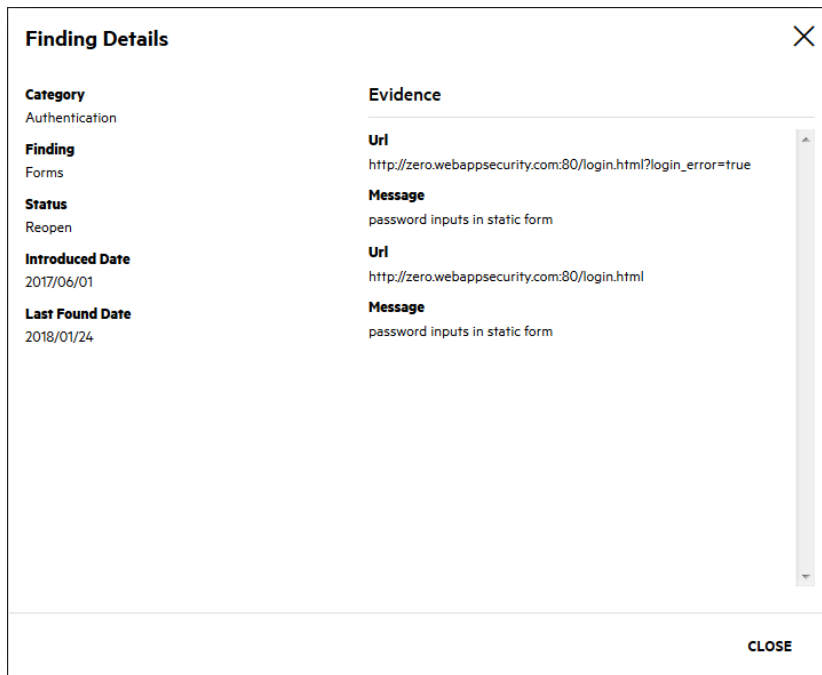 Finding Details
Category
Authentication
Finding
Forms
Status
Reopen
Introduced Date
2017/06/01
Last Found Date
2018/01/24
Evidence
Url
http://zero.webappsecurity.com:80/login.html?login_error=true
Message
password inputs in static form
Url
http://zero.webappsecurity.com:80/login.html
Message
password inputs in static form
CLOSE